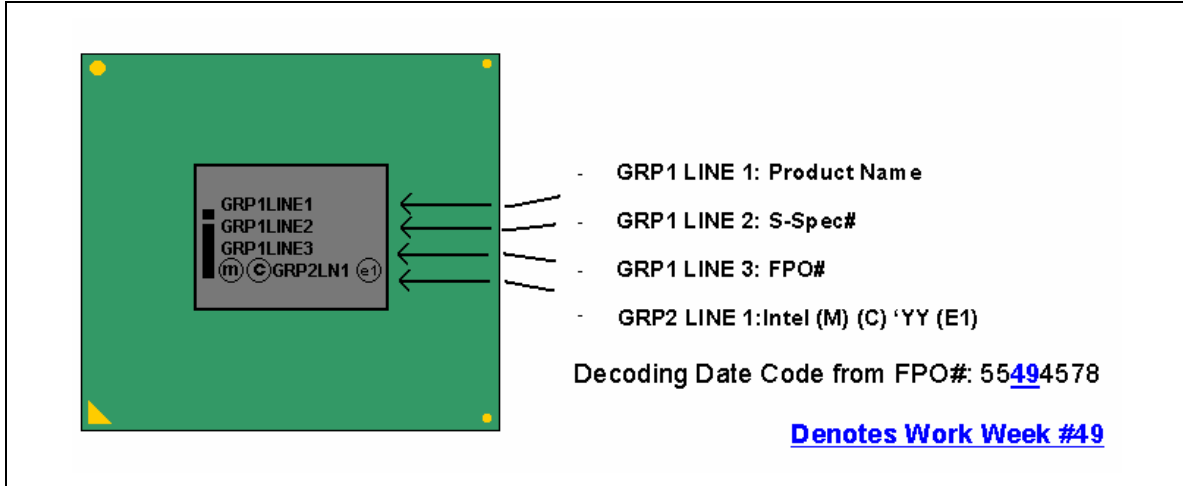 GRP1LINE1
GRP1LINE2
GRP1LINE3
m c GRP2LN1 e1
- GRP1 LINE 1: Product Name
- GRP1 LINE 2: S-Spec#
- GRP1 LINE 3: FPO#
- GRP2 LINE 1:Intel (M) (C) ‘YY (E1)
Decoding Date Code from FPO#: 55494578
Denotes Work Week #49